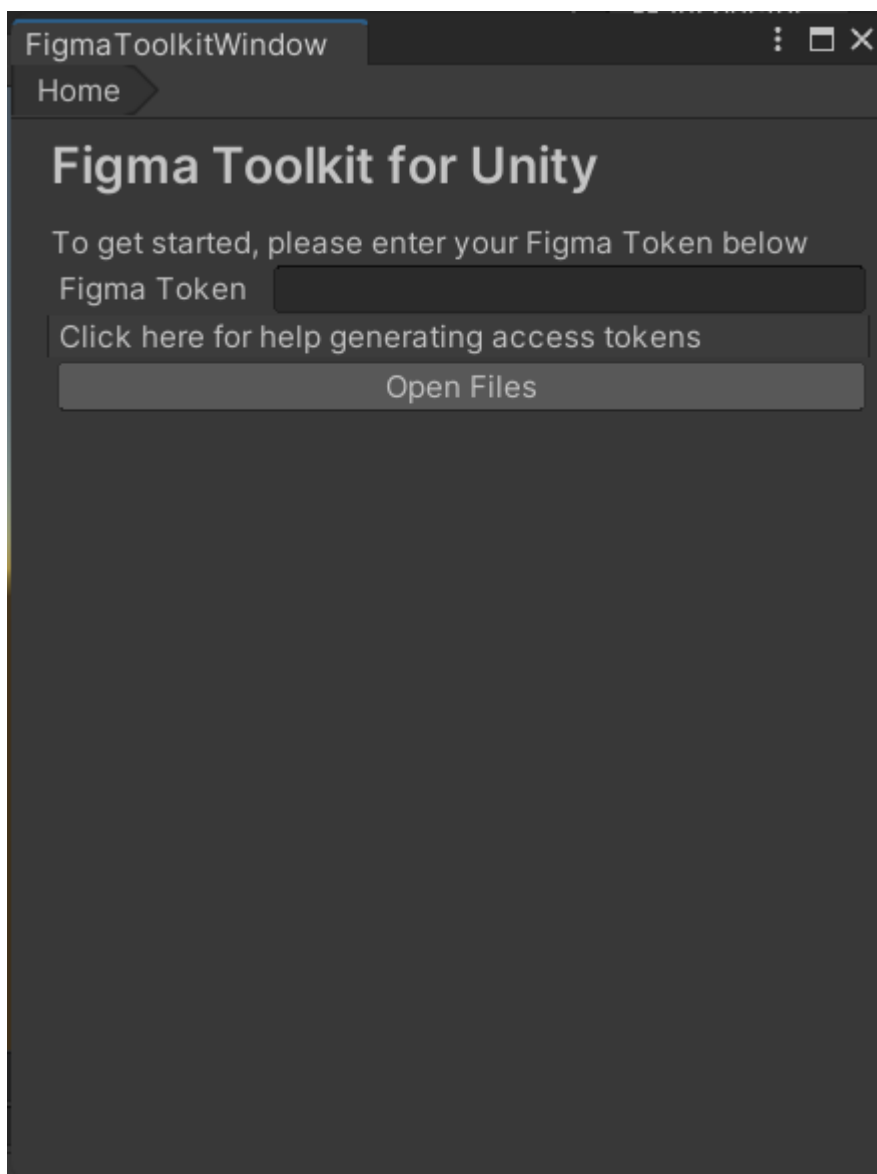 FigmaToolkitWindow
Home
Figma Toolkit for Unity
To get started, please enter your Figma Token below
Figma Token
Click here for help generating access tokens
Open Files